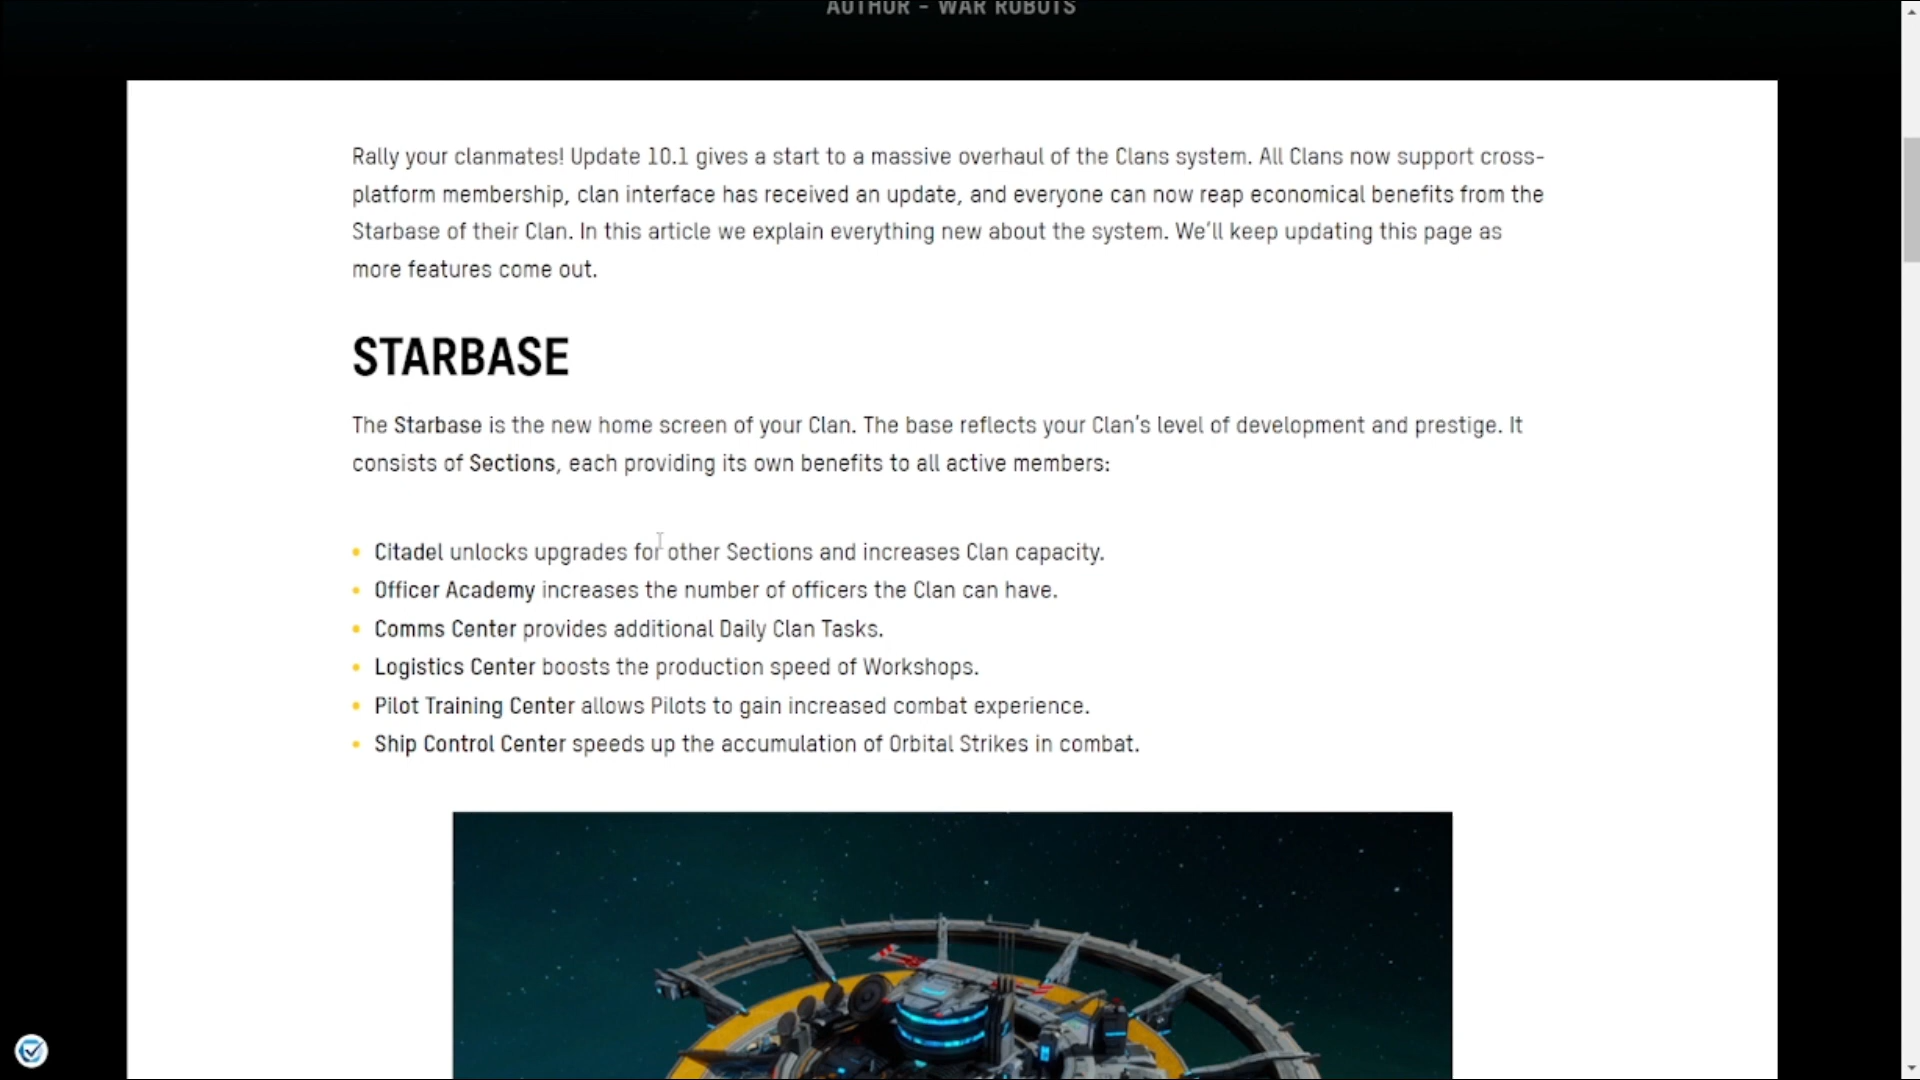 AUTHOR - WAR ROBOTS
Rally your clanmates! Update 10.1 gives a start to a massive overhaul of the Clans system. All Clans now support cross-
platform membership, clan interface has received an update, and everyone can now reap economical benefits from the
Starbase of their Clan. In this article we explain everything new about the system. We'll keep updating this page as
more features come out.
STARBASE
The Starbase is the new home screen of your Clan. The base reflects your Clan's level of development and prestige. It
consists of Sections, each providing its own benefits to all active members:
• Citadel unlocks upgrades for other Sections and increases Clan capacity.
• Officer Academy increases the number of officers the Clan can have.
• Comms Center provides additional Daily Clan Tasks.
• Logistics Center boosts the production speed of Workshops.
• Pilot Training Center allows Pilots to gain increased combat experience.
• Ship Control Center speeds up the accumulation of Orbital Strikes in combat.